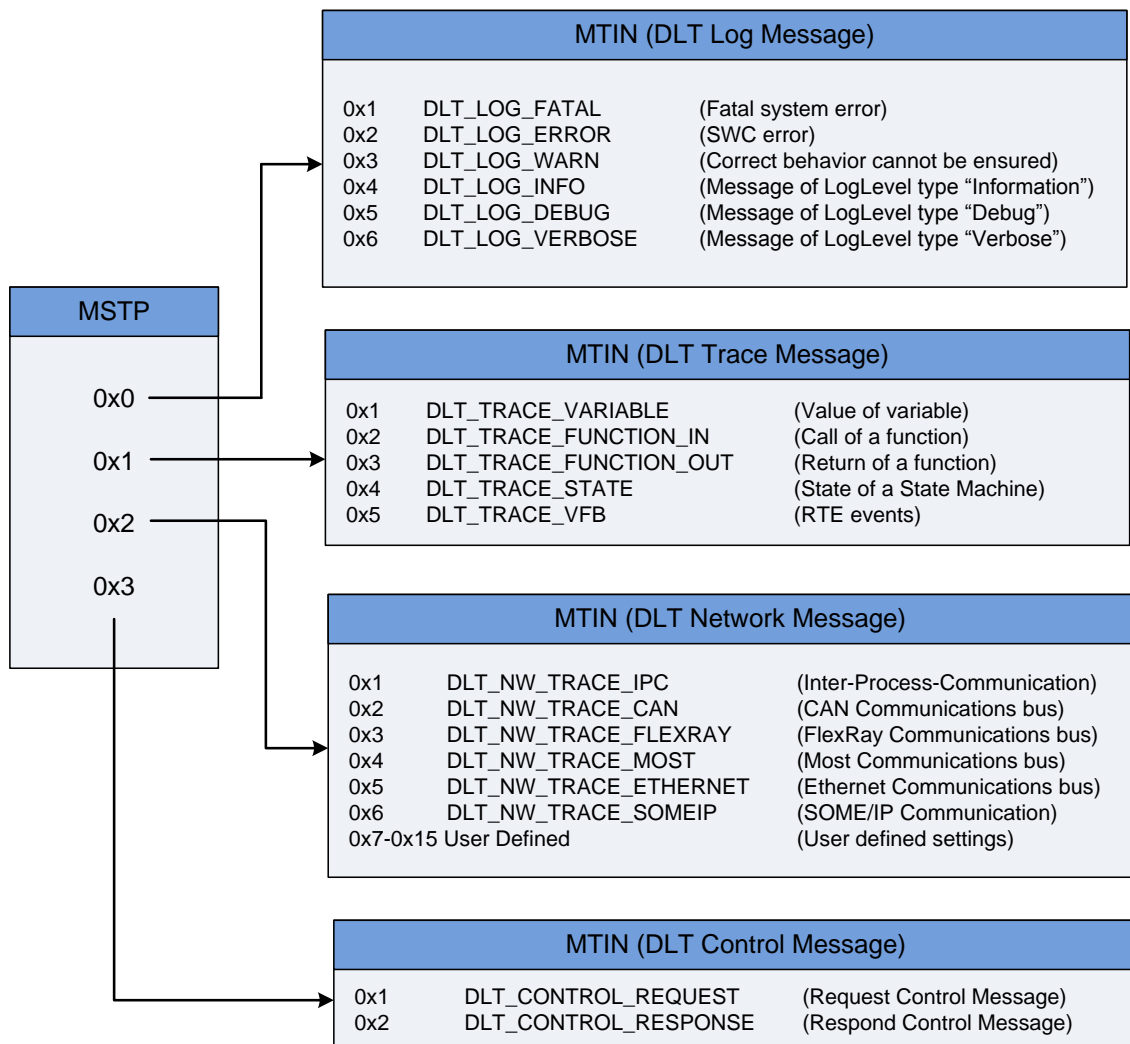 MTIN (DLT Log Message)
0x1 DLT_LOG_FATAL (Fatal system error)
0x2 DLT_LOG_ERROR (SWC error)
0x3 DLT_LOG_WARN (Correct behavior cannot be ensured)
0x4 DLT_LOG_INFO (Message of LogLevel type “Information”)
0x5 DLT_LOG_DEBUG (Message of LogLevel type “Debug”)
0x6 DLT_LOG_VERBOSE (Message of LogLevel type “Verbose”)
MSTP
0x0
0x1
0x2
0x3
MTIN (DLT Trace Message)
0x1 DLT_TRACE_VARIABLE (Value of variable)
0x2 DLT_TRACE_FUNCTION_IN (Call of a function)
0x3 DLT_TRACE_FUNCTION_OUT (Return of a function)
0x4 DLT_TRACE_STATE (State of a State Machine)
0x5 DLT_TRACE_VFB (RTE events)
MTIN (DLT Network Message)
0x1 DLT_NW_TRACE_IPC (Inter-Process-Communication)
0x2 DLT_NW_TRACE_CAN (CAN Communications bus)
0x3 DLT_NW_TRACE_FLEXRAY (FlexRay Communications bus)
0x4 DLT_NW_TRACE_MOST (Most Communications bus)
0x5 DLT_NW_TRACE_ETHERNET (Ethernet Communications bus)
0x6 DLT_NW_TRACE_SOMEIP (SOME/IP Communication)
0x7-0x15 User Defined (User defined settings)
MTIN (DLT Control Message)
0x1 DLT_CONTROL_REQUEST (Request Control Message)
0x2 DLT_CONTROL_RESPONSE (Respond Control Message)